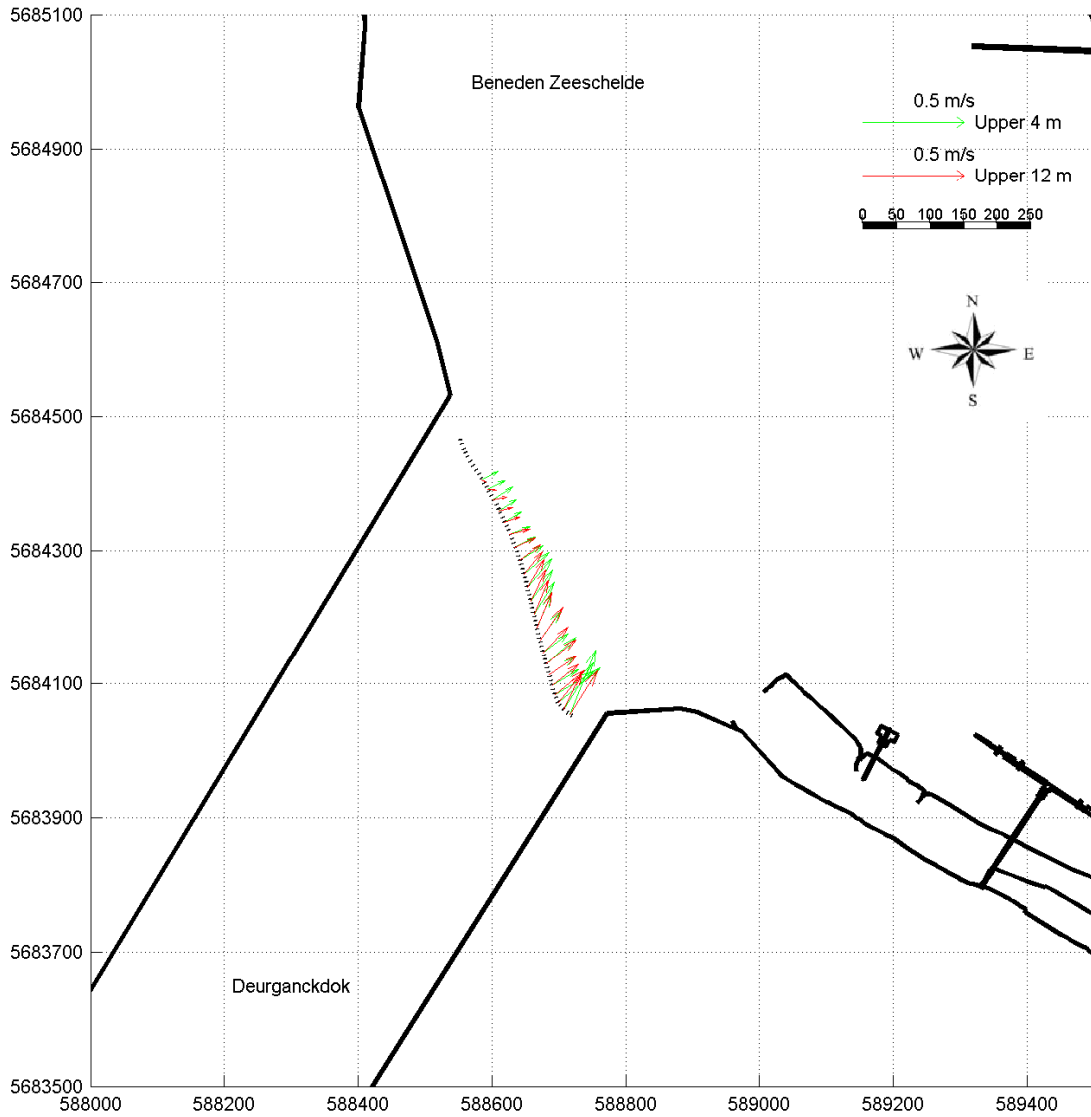 5685100
Beneden Zeeschelde
0.5 m/s
Upper 4 m
5684900
0.5 m/s
Upper 12 m
0 50 100 150 200 250
5684700
N
W E
S
5684500
5684300
5684100
5683900
5683700
Deurganckdok
5683500
588000 588200 588400 588600 588800 589000 589200 589400